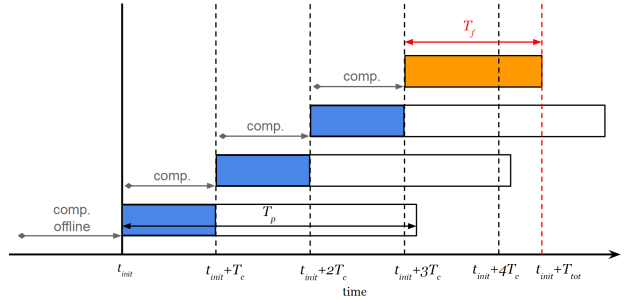 T_f
comp.
comp.
comp.
comp.
offline
T_p
t_init
t_init+T_c
t_init+2T_c
t_init+3T_c
t_init+4T_c
t_init+T_tot
time